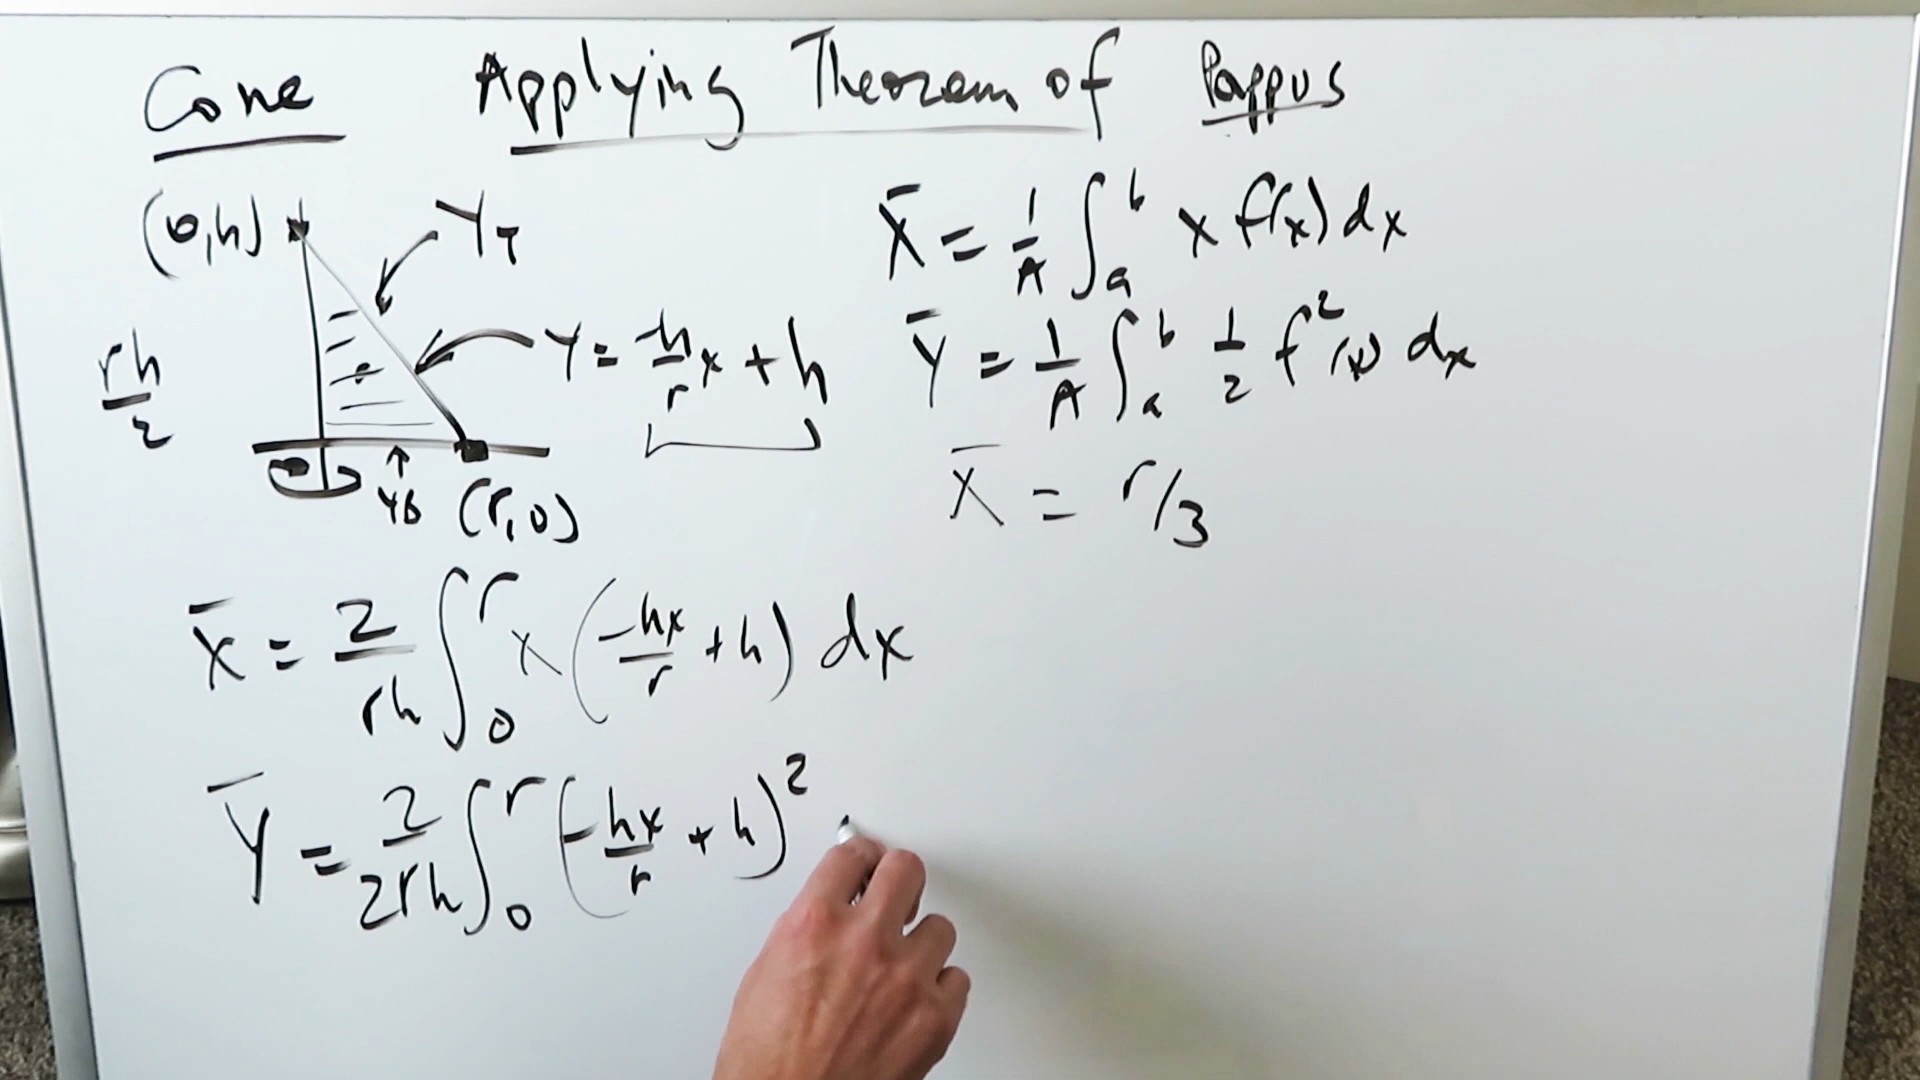 Cone Applying Theorem of Pappus
(0,h) Y_T
rh/2
Y = -h/r x + h
Y_B (r,0)
X̄ = 1/A ∫_a^b x f(x) dx
Ȳ = 1/A ∫_a^b 1/2 f²(x) dx
X̄ = r/3
X̄ = 2/rh ∫_0^r x (-hx/r + h) dx
Ȳ = 2/2rh ∫_0^r (-hx/r + h)²